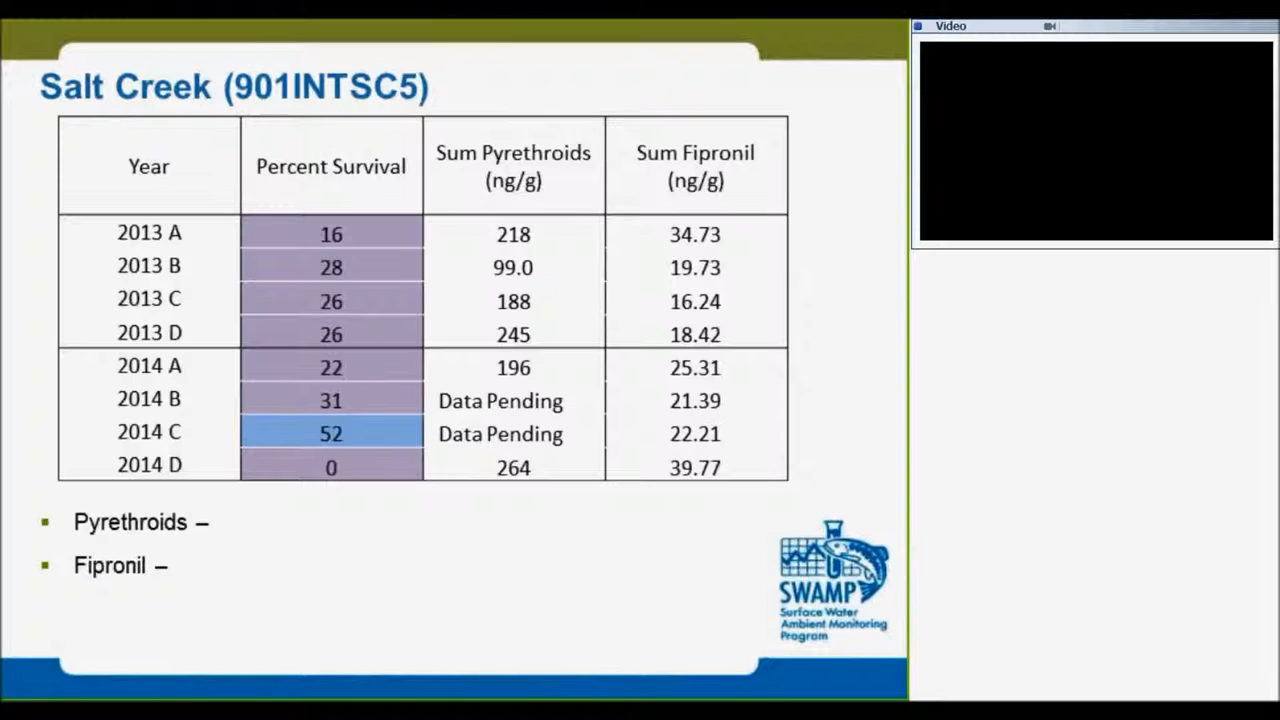 Video
Salt Creek (901INTSC5)
Year Percent Survival Sum Pyrethroids (ng/g) Sum Fipronil (ng/g)
2013 A 16 218 34.73
2013 B 28 99.0 19.73
2013 C 26 188 16.24
2013 D 26 245 18.42
2014 A 22 196 25.31
2014 B 31 Data Pending 21.39
2014 C 52 Data Pending 22.21
2014 D 0 264 39.77
▪ Pyrethroids –
▪ Fipronil –
SWAMP
Surface Water
Ambient Monitoring
Program